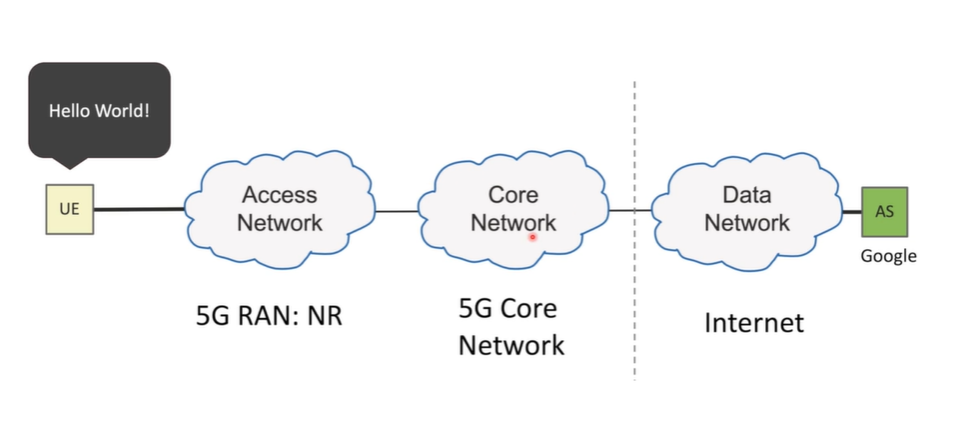 Hello World!
UE
Access
Network
Core
Network
Data
Network
AS
Google
5G RAN: NR
5G Core
Network
Internet